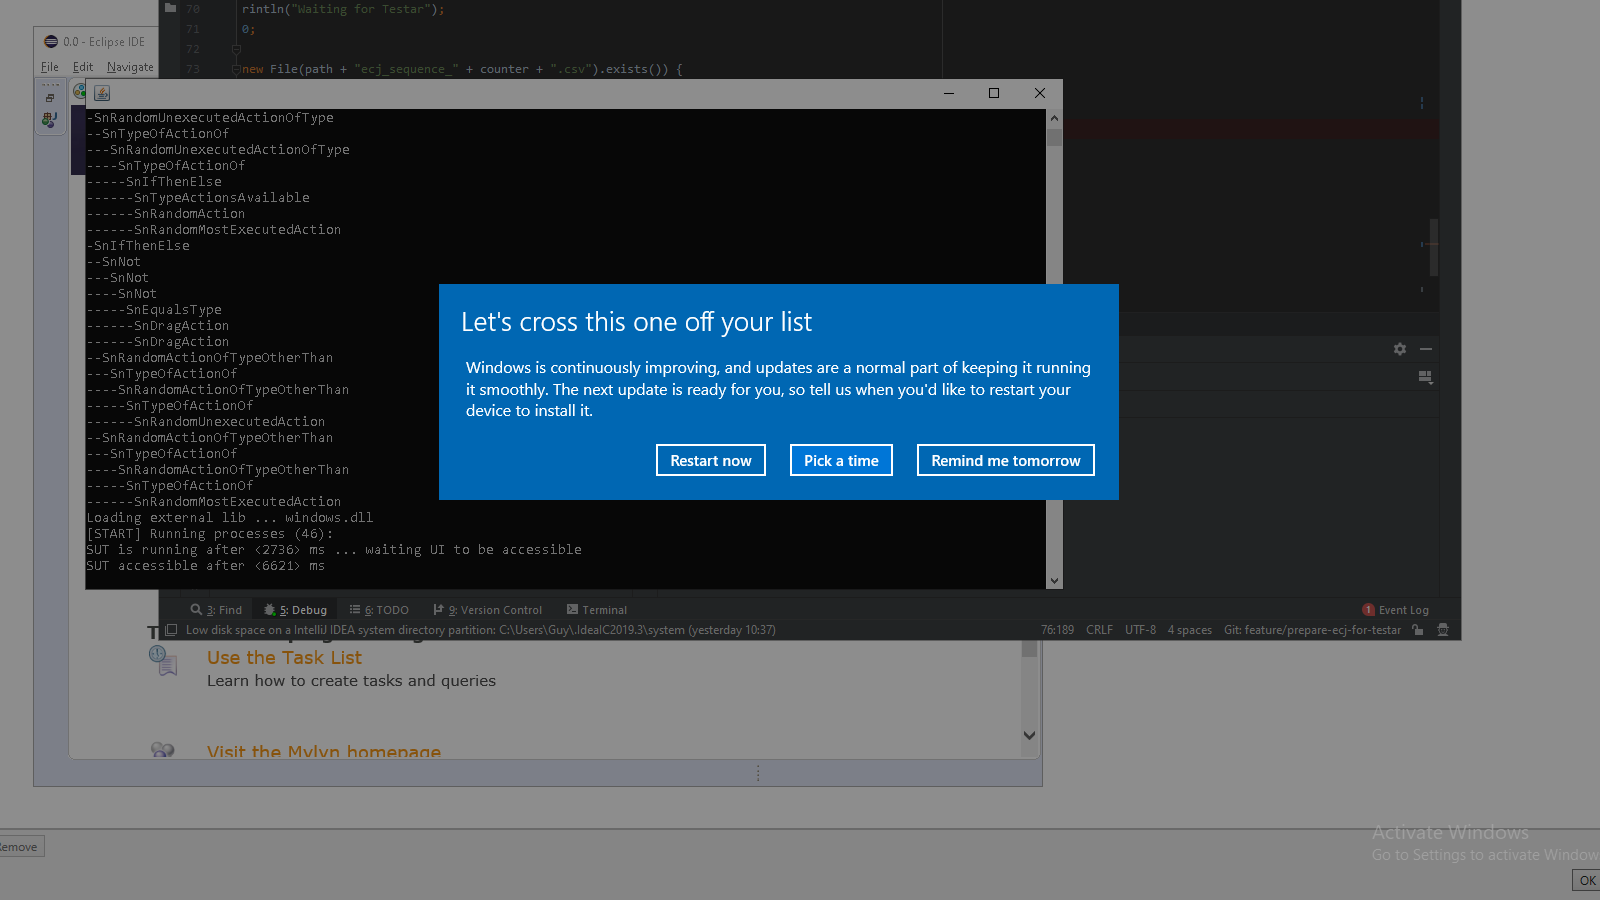 70 rintln("Waiting for Testar");
71 0;
72
73 new File(path + "ecj_sequence_" + counter + ".csv").exists()) {
0.0 - Eclipse IDE
File Edit Navigate
-SnRandomUnexecutedActionOfType
--SnTypeOfActionOf
---SnRandomUnexecutedActionOfType
----SnTypeOfActionOf
-----SnIfThenElse
------SnTypeActionsAvailable
------SnRandomAction
------SnRandomMostExecutedAction
-SnIfThenElse
--SnNot
---SnNot
----SnNot
-----SnEqualsType
------SnDragAction
------SnDragAction
--SnRandomActionOfTypeOtherThan
---SnTypeOfActionOf
----SnRandomActionOfTypeOtherThan
-----SnTypeOfActionOf
------SnRandomUnexecutedAction
--SnRandomActionOfTypeOtherThan
---SnTypeOfActionOf
----SnRandomActionOfTypeOtherThan
-----SnTypeOfActionOf
------SnRandomMostExecutedAction
Loading external lib ... windows.dll
[START] Running processes (46):
SUT is running after <2736> ms ... waiting UI to be accessible
SUT accessible after <6621> ms
Let's cross this one off your list
Windows is continuously improving, and updates are a normal part of keeping it running
it smoothly. The next update is ready for you, so tell us when you'd like to restart your
device to install it.
Restart now Pick a time Remind me tomorrow
3: Find 5: Debug 6: TODO 9: Version Control Terminal 1 Event Log
Low disk space on a IntelliJ IDEA system directory partition: C:\Users\Guy\.IdeaIC2019.3\system (yesterday 10:37) 76:189 CRLF UTF-8 4 spaces Git: feature/prepare-ecj-for-testar
Use the Task List
Learn how to create tasks and queries
Visit the Mylyn homepage
Activate Windows
Go to Settings to activate Window
Remove
OK